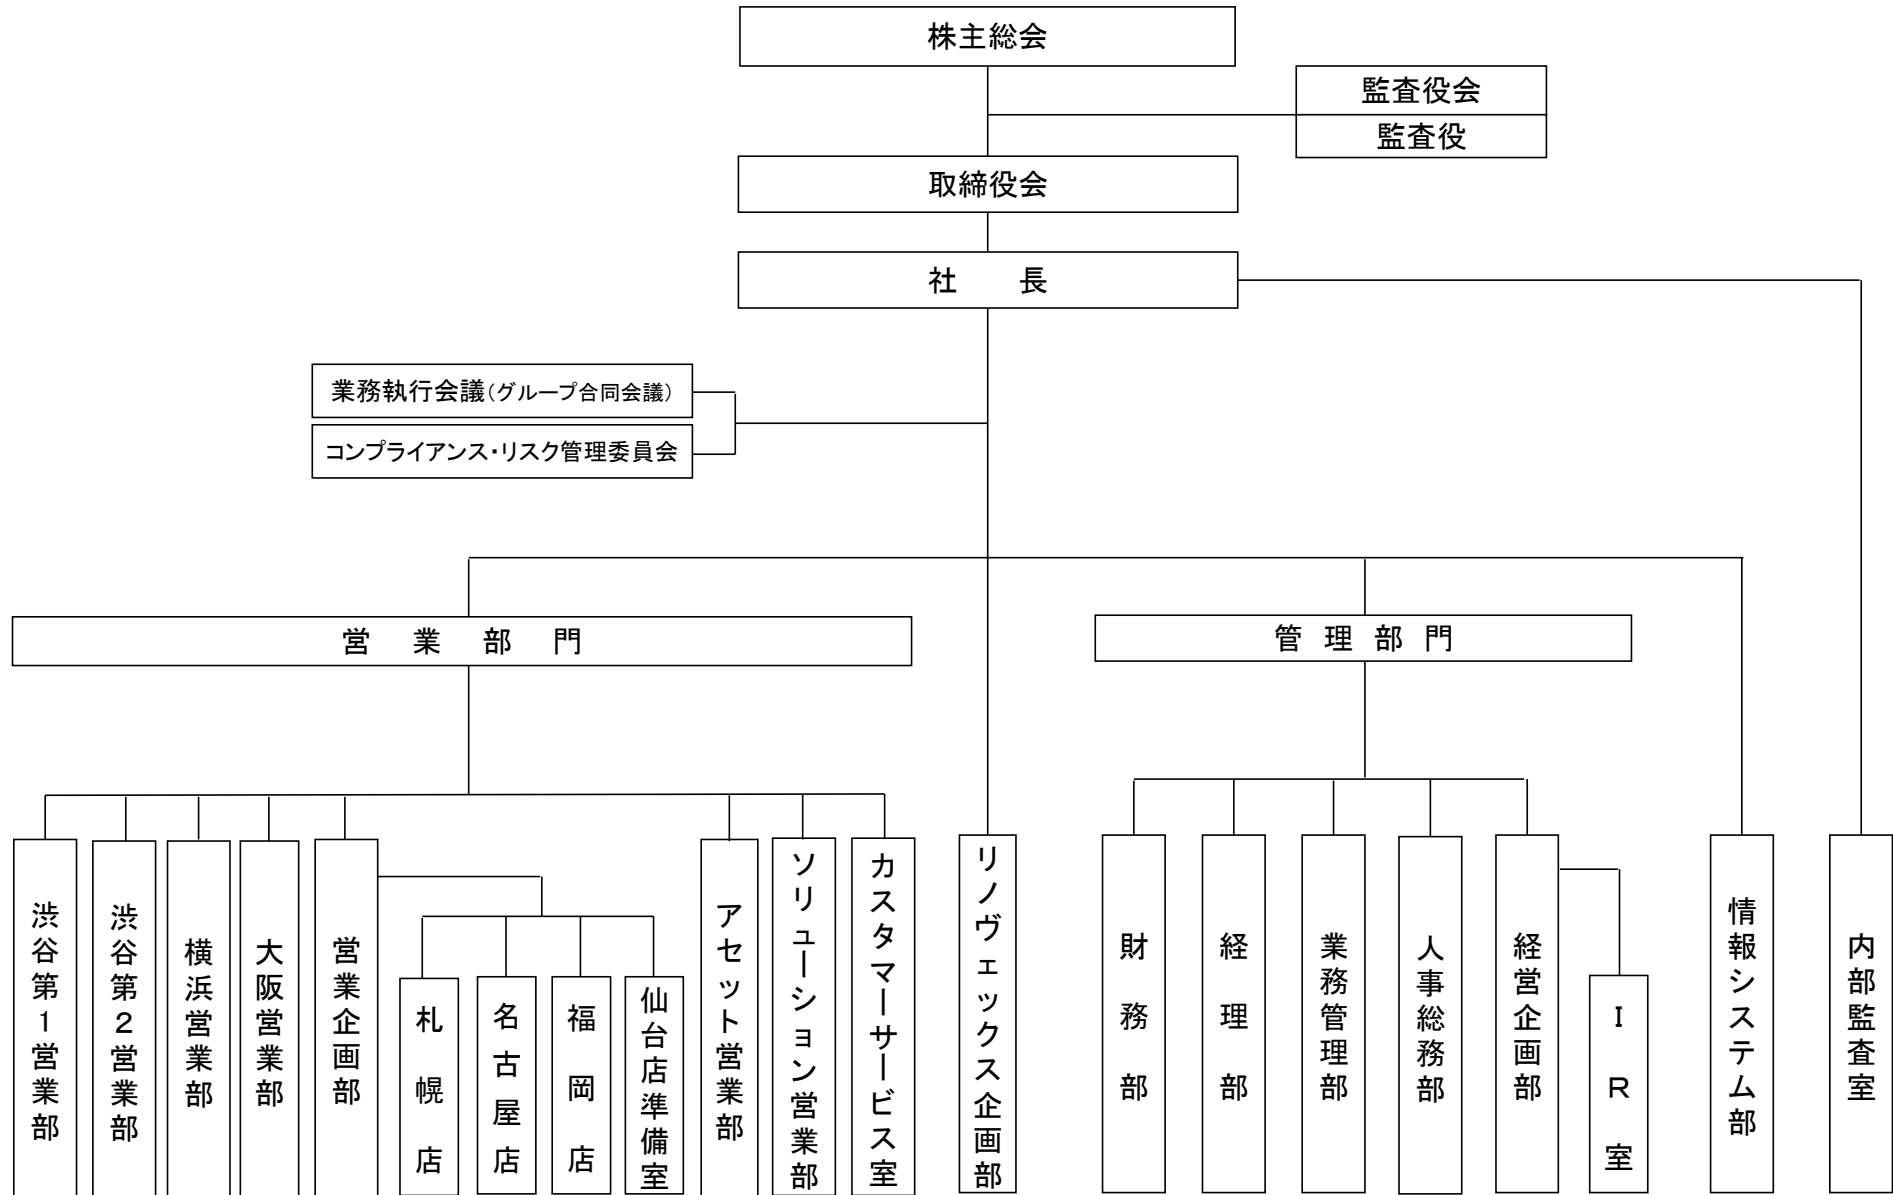 株主総会
監査役会
監査役
取締役会
社　長
業務執行会議(グループ合同会議)
コンプライアンス・リスク管理委員会
営業部門
管理部門
渋谷第1営業部
渋谷第2営業部
横浜営業部
大阪営業部
営業企画部
札幌店
名古屋店
福岡店
仙台店準備室
アセット営業部
ソリューション営業部
カスタマーサービス室
リノヴェックス企画部
財務部
経理部
業務管理部
人事総務部
経営企画部
IR室
情報システム部
内部監査室